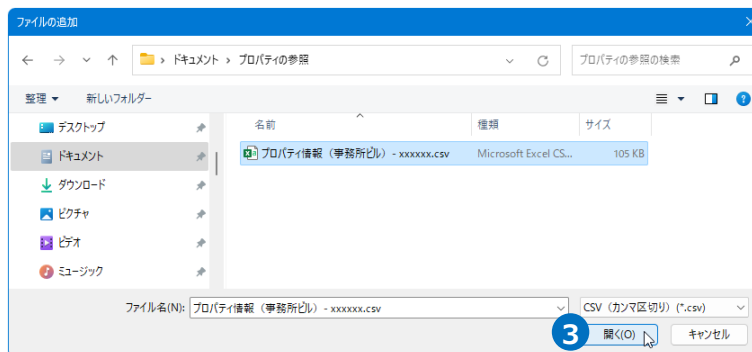 ファイルの追加
ドキュメント › プロパティの参照
プロパティの参照の検索
整理 新しいフォルダー
名前 種類 サイズ
デスクトップ
ドキュメント
ダウンロード
ピクチャ
ビデオ
ミュージック
プロパティ情報（事務所ビル）- xxxxxx.csv Microsoft Excel CS... 105 KB
ファイル名(N): プロパティ情報（事務所ビル）- xxxxxx.csv CSV（カンマ区切り）(*.csv)
3 開く(O) キャンセル